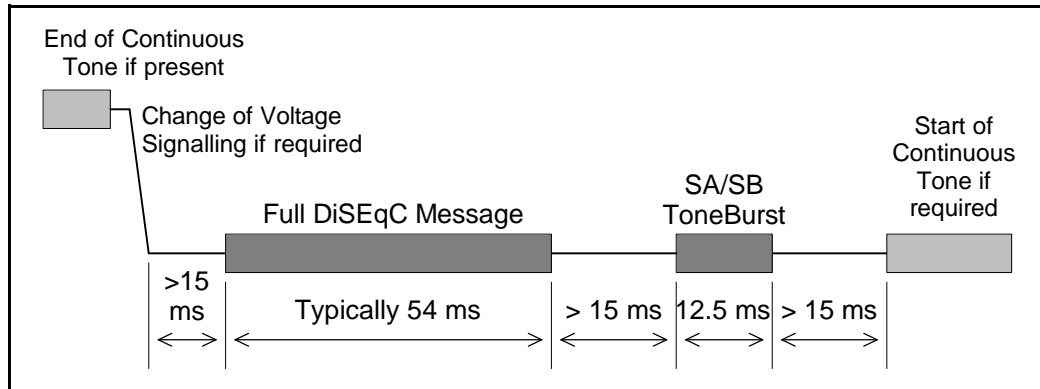 End of Continuous
Tone if present
Change of Voltage
Signalling if required
Full DiSEqC Message
SA/SB
ToneBurst
Start of
Continuous
Tone if
required
>15
ms
Typically 54 ms
> 15 ms
12.5 ms
> 15 ms